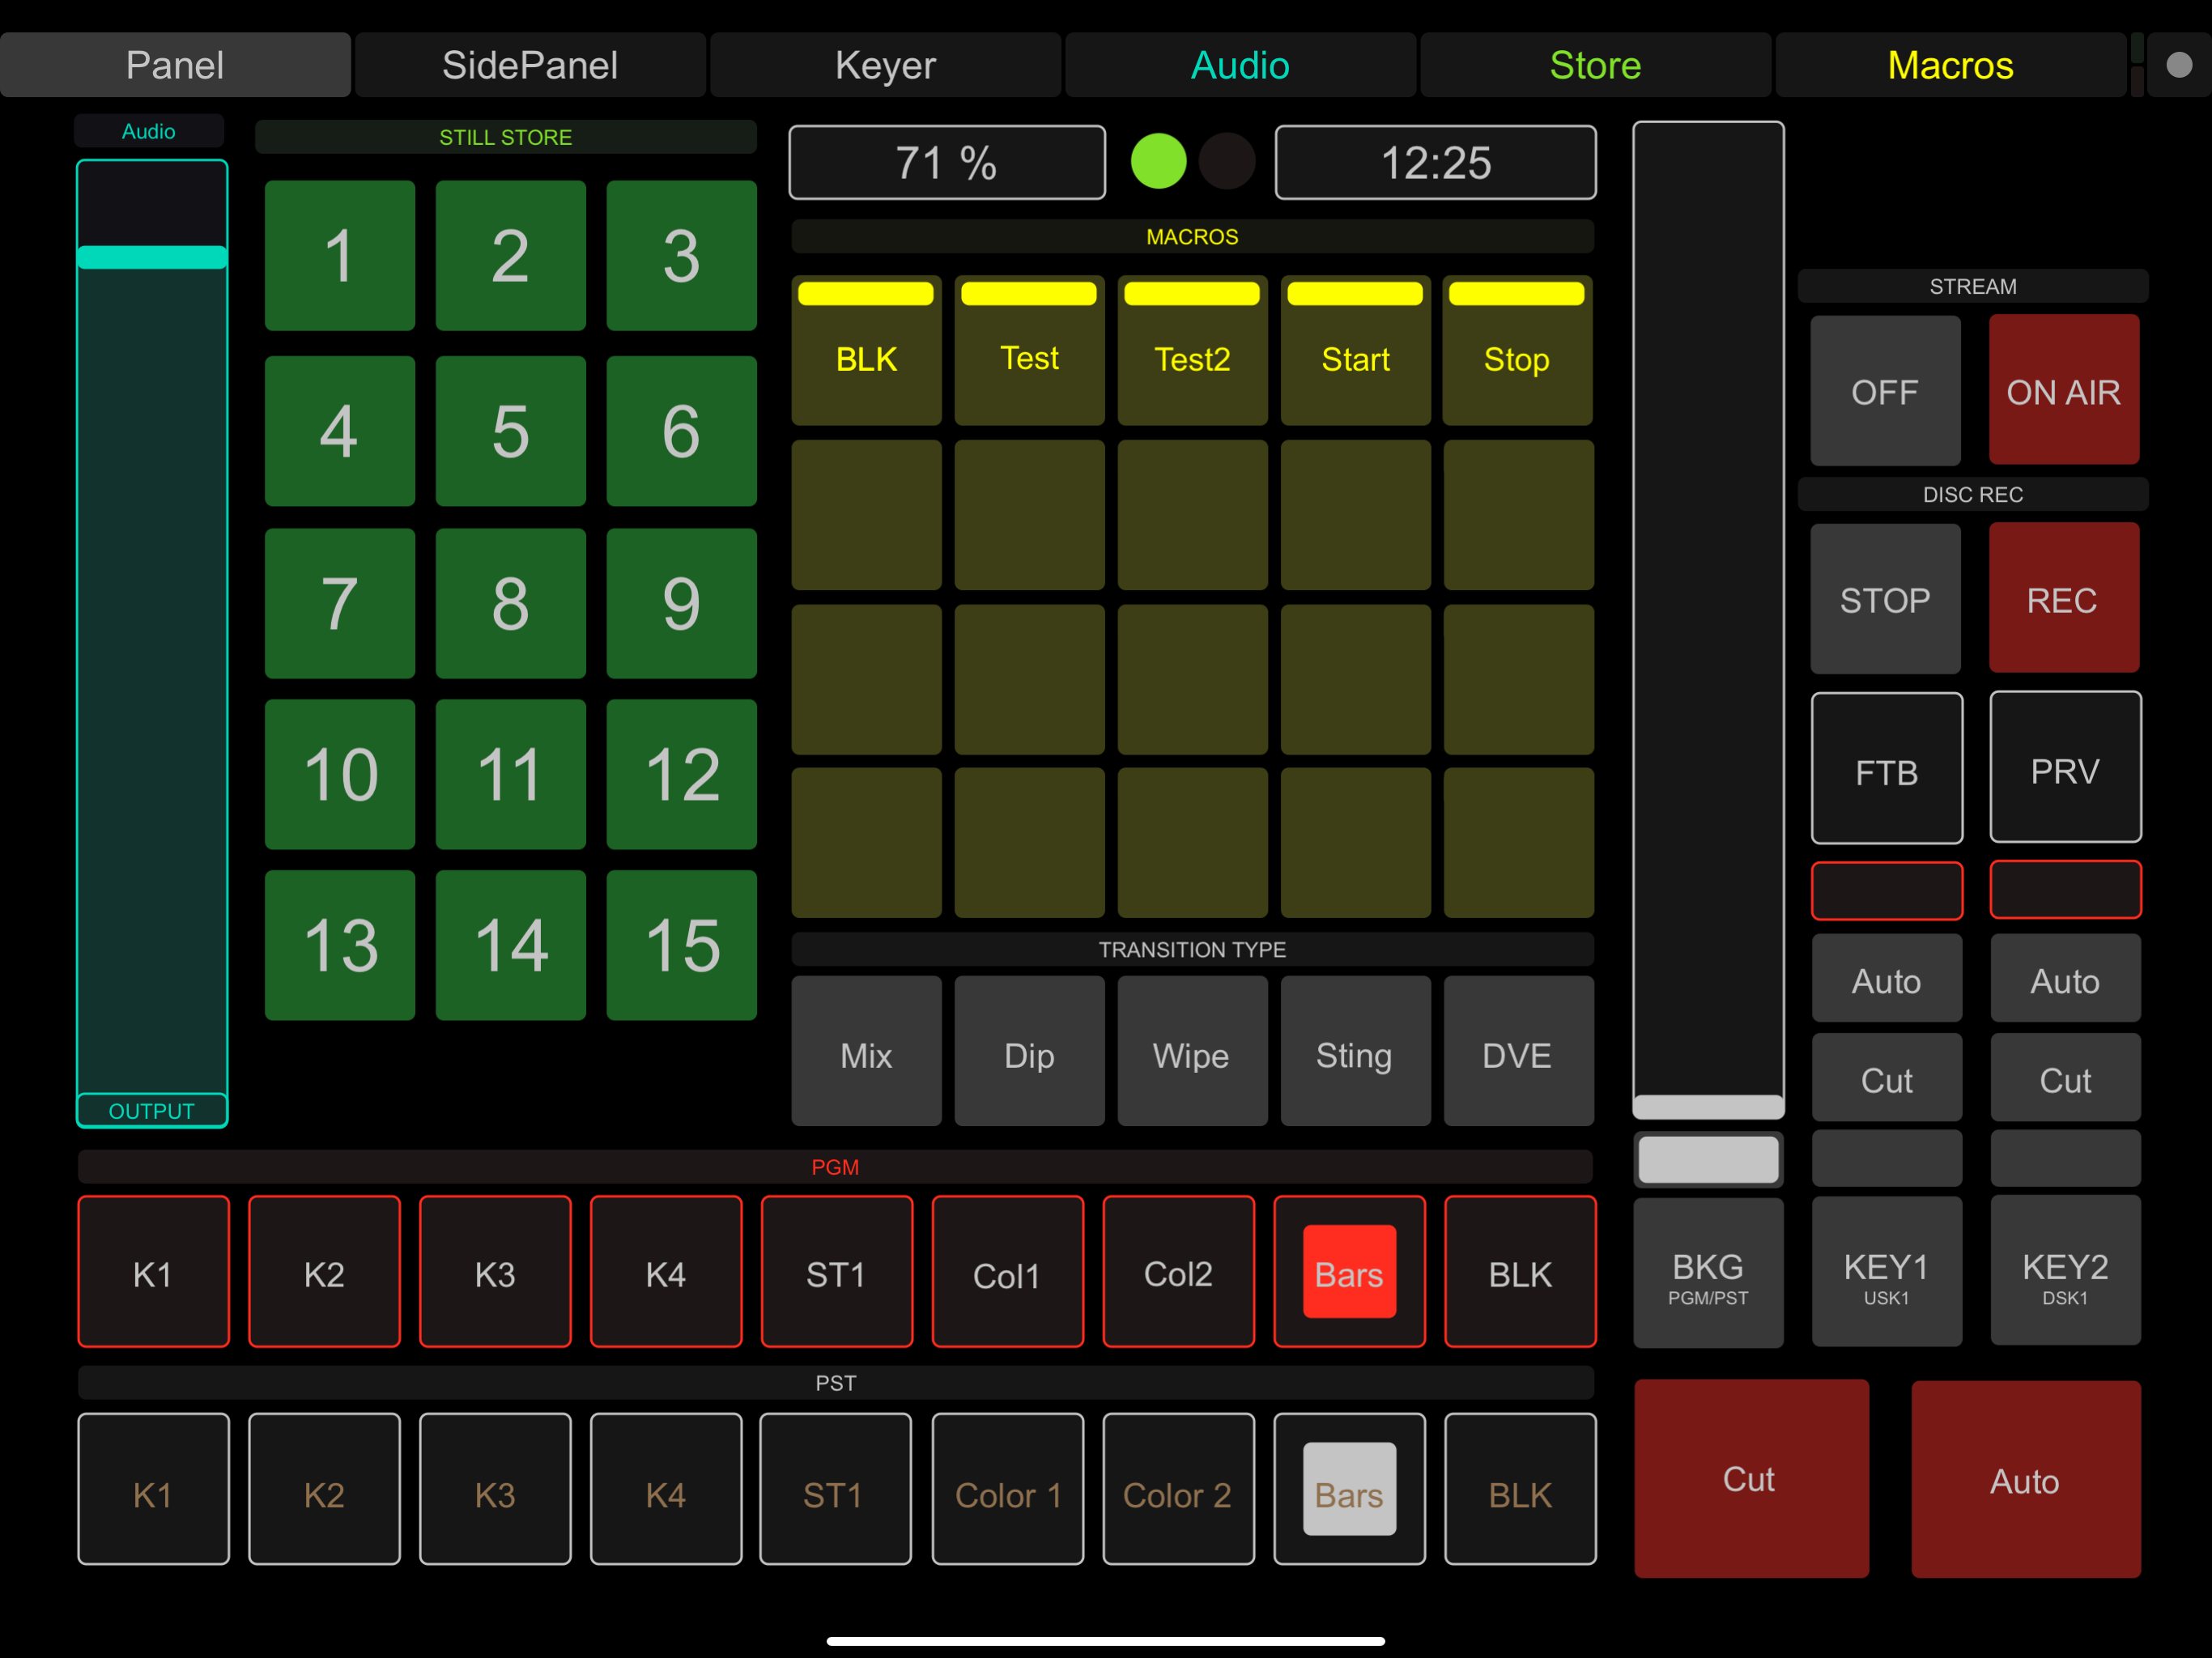 Panel SidePanel Keyer Audio Store Macros
Audio
STILL STORE
71 %
12:25
1 2 3
4 5 6
7 8 9
10 11 12
13 14 15
OUTPUT
MACROS
BLK Test Test2 Start Stop
TRANSITION TYPE
Mix Dip Wipe Sting DVE
STREAM
OFF ON AIR
DISC REC
STOP REC
FTB PRV
Auto Auto
Cut Cut
PGM
K1 K2 K3 K4 ST1 Col1 Col2 Bars BLK
BKG KEY1 KEY2
PGM/PST USK1 DSK1
PST
K1 K2 K3 K4 ST1 Color 1 Color 2 Bars BLK
Cut Auto